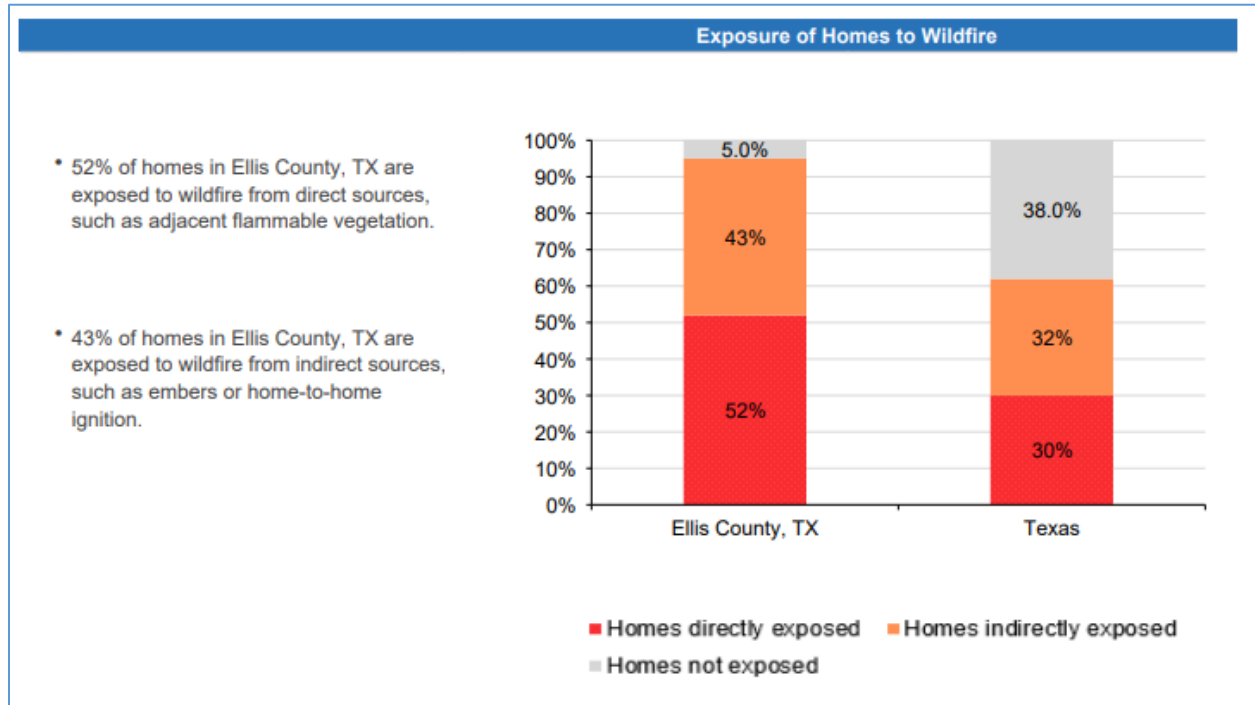 Exposure of Homes to Wildfire
• 52% of homes in Ellis County, TX are
exposed to wildfire from direct sources,
such as adjacent flammable vegetation.
• 43% of homes in Ellis County, TX are
exposed to wildfire from indirect sources,
such as embers or home-to-home
ignition.
100%
90%
80%
70%
60%
50%
40%
30%
20%
10%
0%
5.0%
43%
52%
38.0%
32%
30%
Ellis County, TX
Texas
Homes directly exposed
Homes indirectly exposed
Homes not exposed